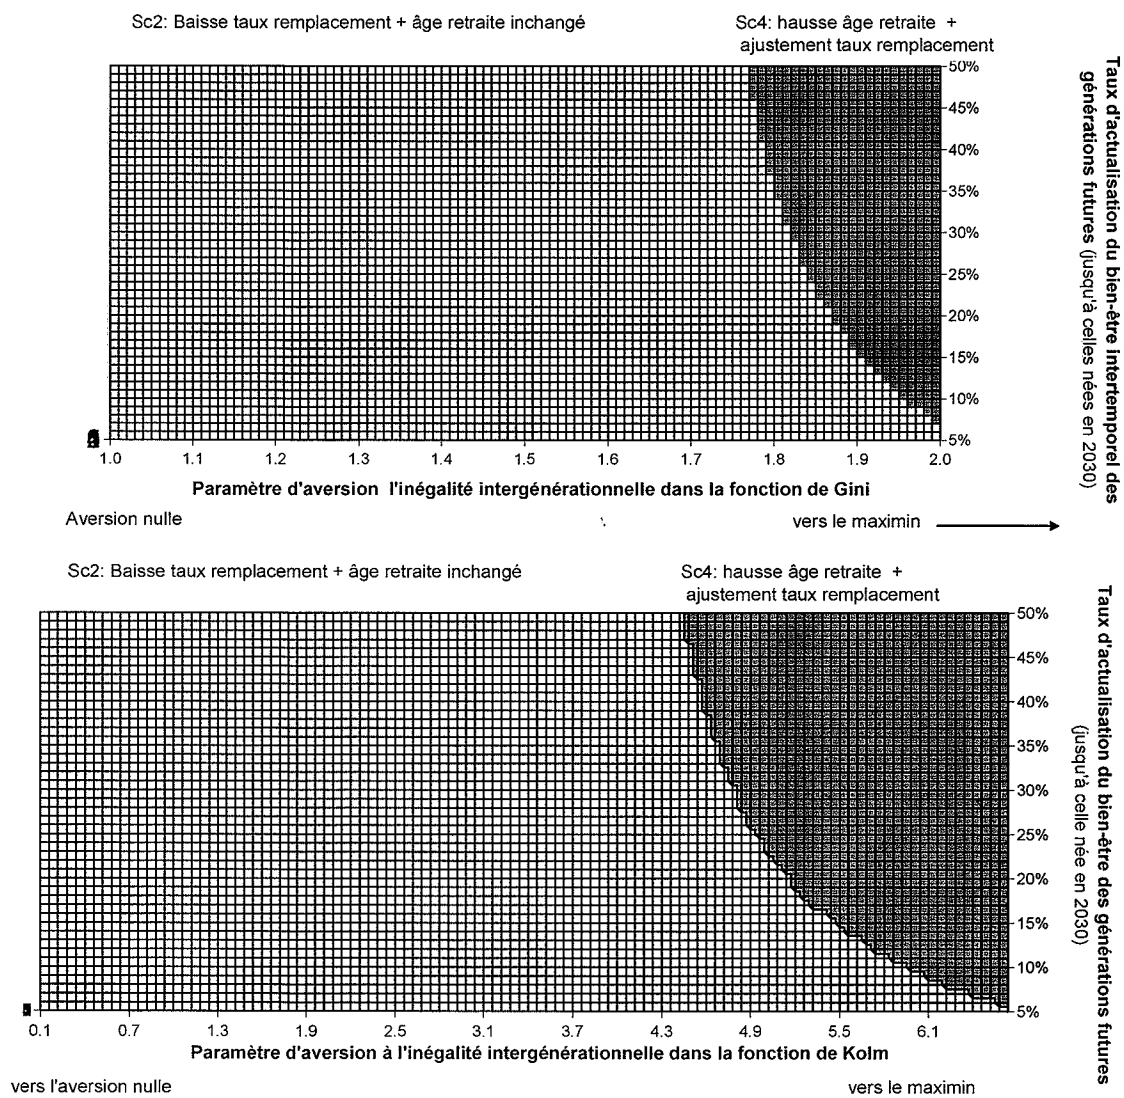 Sc2: Baisse taux remplacement + âge retraite inchangé
Sc4: hausse âge retraite +
ajustement taux remplacement
50%
45%
40%
35%
30%
25%
20%
15%
10%
5%
Taux d'actualisation du bien-être intertemporel des
générations futures (jusqu'à celles nées en 2030)
1.0 1.1 1.2 1.3 1.4 1.5 1.6 1.7 1.8 1.9 2.0
Paramètre d'aversion l'inégalité intergénérationnelle dans la fonction de Gini
Aversion nulle
vers le maximin
Sc2: Baisse taux remplacement + âge retraite inchangé
Sc4: hausse âge retraite +
ajustement taux remplacement
50%
45%
40%
35%
30%
25%
20%
15%
10%
5%
Taux d'actualisation du bien-être des générations futures
(jusqu'à celle née en 2030)
0.1 0.7 1.3 1.9 2.5 3.1 3.7 4.3 4.9 5.5 6.1
Paramètre d'aversion à l'inégalité intergénérationnelle dans la fonction de Kolm
vers l'aversion nulle
vers le maximin